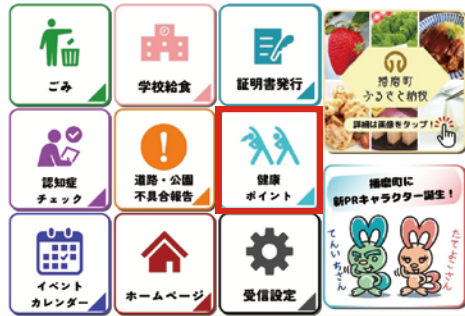 ごみ
学校給食
証明書発行
播磨町
ふるさと納税
詳細は画像をタップ！
認知症
チェック
道路・公園
不具合報告
健康
ポイント
播磨町に
新PRキャラクター誕生！
てんいちさん
たてよこさん
イベント
カレンダー
ホームページ
受信設定